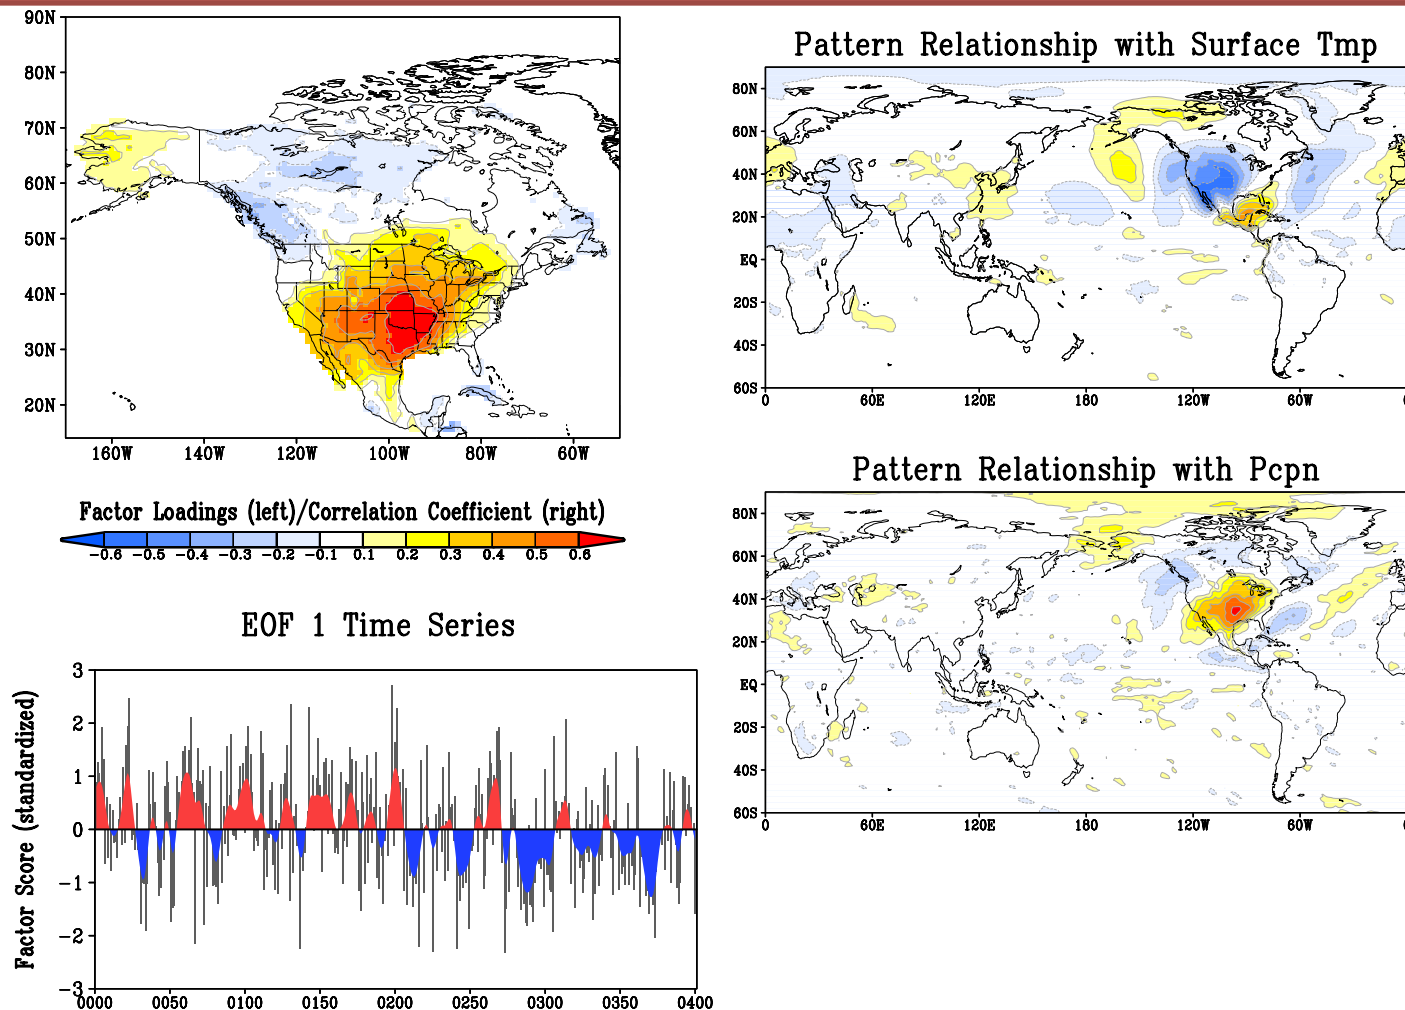 90N
80N
70N
60N
50N
40N
30N
20N
160W 140W 120W 100W 80W 60W
Factor Loadings (left)/Correlation Coefficient (right)
-0.6 -0.5 -0.4 -0.3 -0.2 -0.1 0.1 0.2 0.3 0.4 0.5 0.6
EOF 1 Time Series
Factor Score (standardized)
3
2
1
0
-1
-2
-3
0000 0050 0100 0150 0200 0250 0300 0350 0400
Pattern Relationship with Surface Tmp
80N
60N
40N
20N
EQ
20S
40S
60S
0 60E 120E 180 120W 60W
Pattern Relationship with Pcpn
80N
60N
40N
20N
EQ
20S
40S
60S
0 60E 120E 180 120W 60W